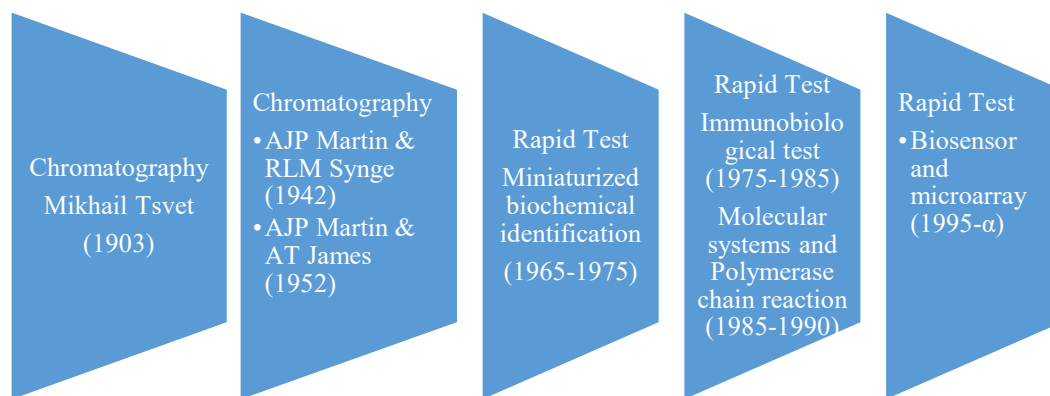 Chromatography
Mikhail Tsvet
(1903)
Chromatography
•AJP Martin &
RLM Synge
(1942)
•AJP Martin &
AT James
(1952)
Rapid Test
Miniaturized
biochemical
identification
(1965-1975)
Rapid Test
Immunobiolo
gical test
(1975-1985)
Molecular
systems and
Polymerase
chain reaction
(1985-1990)
Rapid Test
•Biosensor
and
microarray
(1995-α)